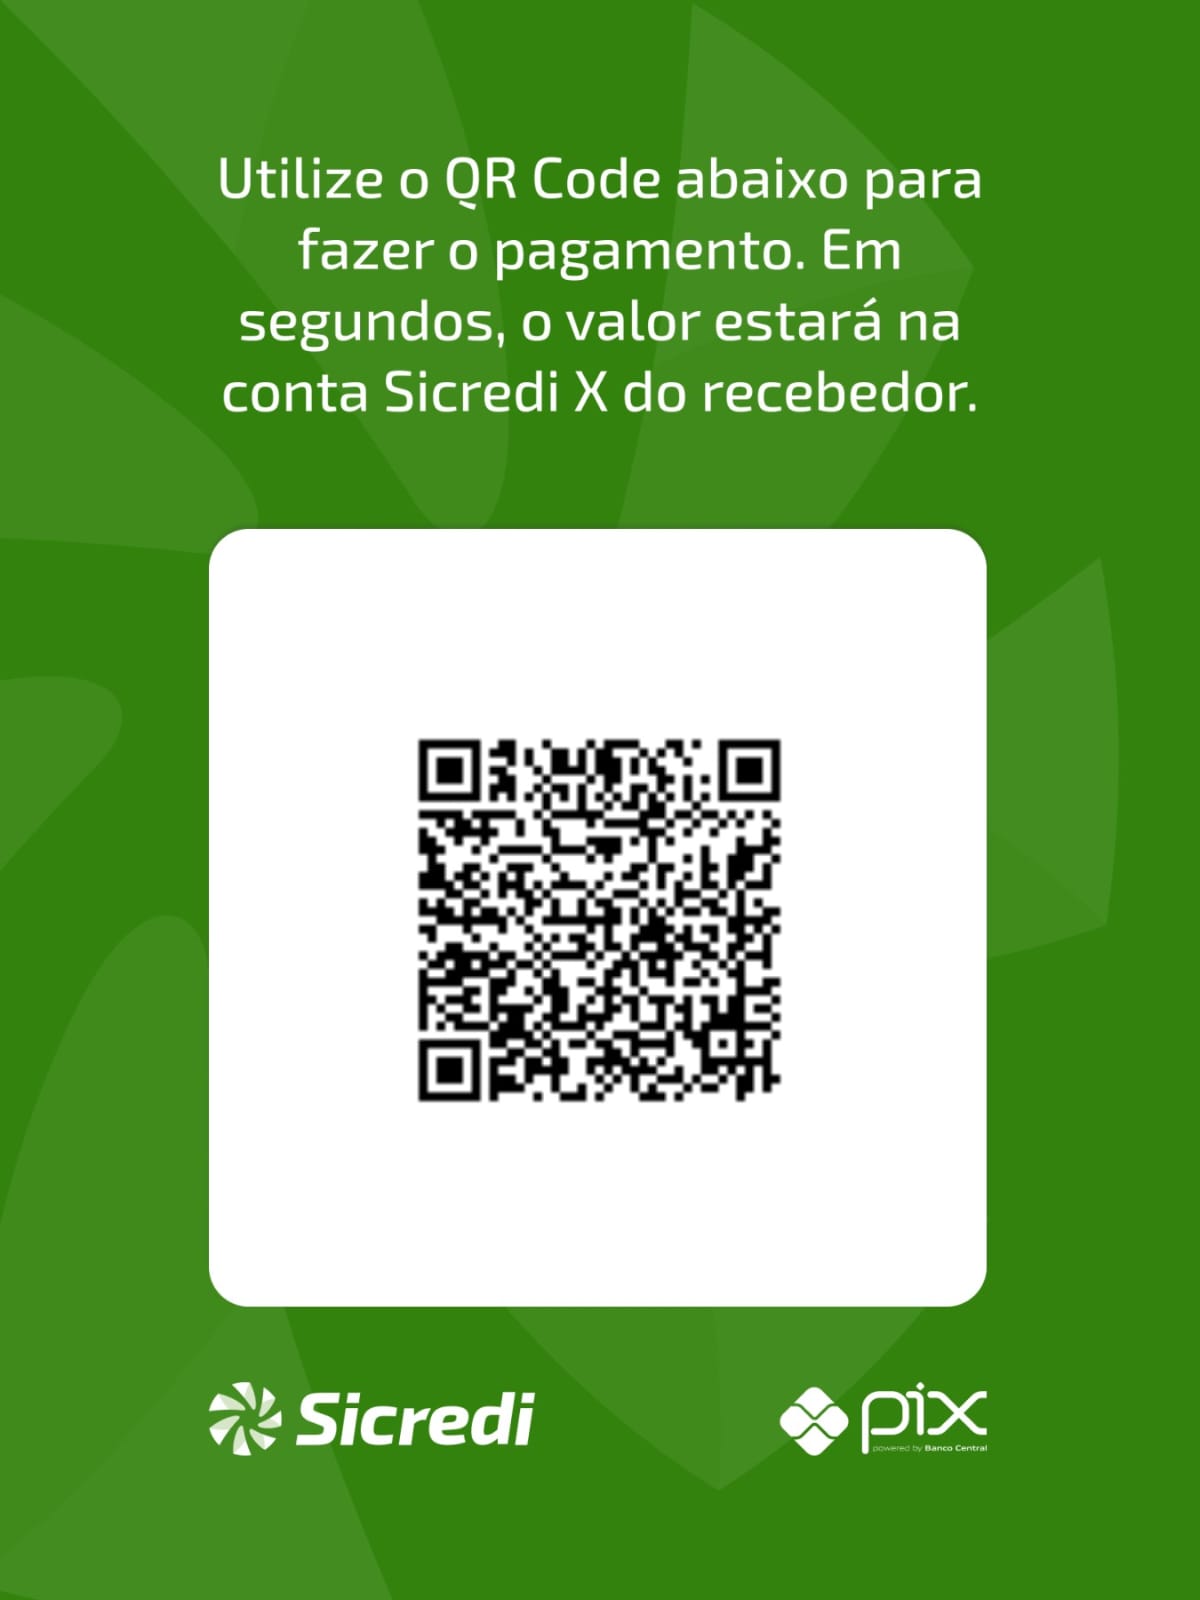 Utilize o QR Code abaixo para
fazer o pagamento. Em
segundos, o valor estará na
conta Sicredi X do recebedor.
Sicredi
pix
powered by Banco Central